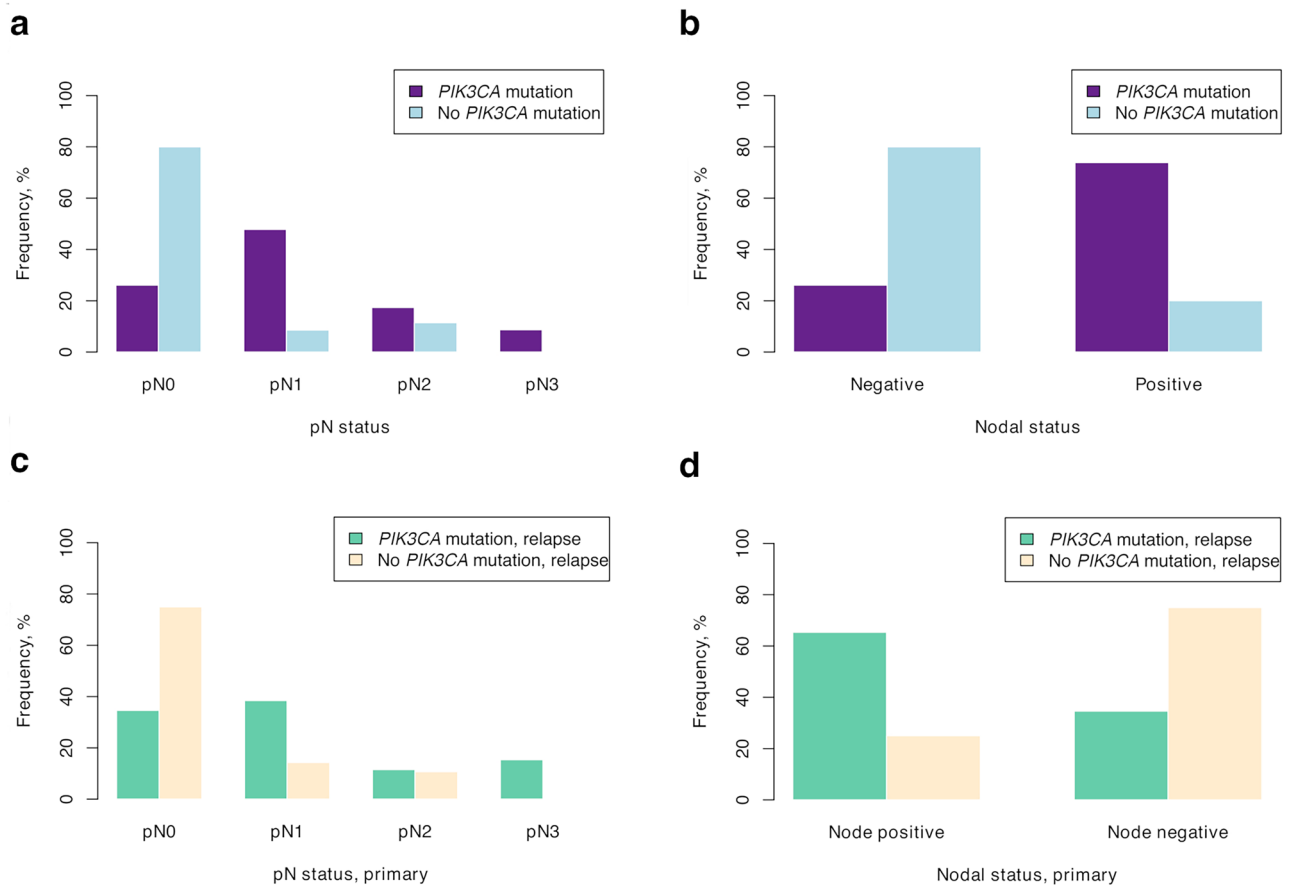 a
PIK3CA mutation
No PIK3CA mutation
Frequency, %
0
20
40
60
80
100
pN0
pN1
pN2
pN3
pN status
b
PIK3CA mutation
No PIK3CA mutation
Frequency, %
0
20
40
60
80
100
Negative
Positive
Nodal status
c
PIK3CA mutation, relapse
No PIK3CA mutation, relapse
Frequency, %
0
20
40
60
80
100
pN0
pN1
pN2
pN3
pN status, primary
d
PIK3CA mutation, relapse
No PIK3CA mutation, relapse
Frequency, %
0
20
40
60
80
100
Node positive
Node negative
Nodal status, primary